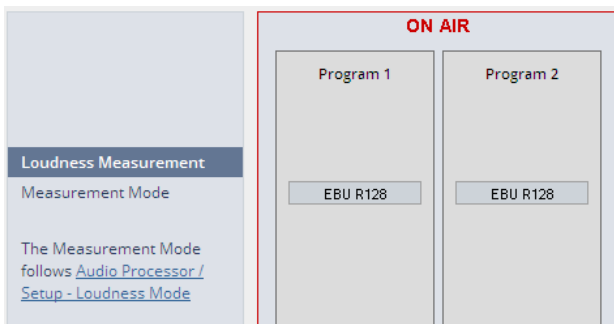 ON AIR
Program 1
Program 2
Loudness Measurement
Measurement Mode
EBU R128
EBU R128
The Measurement Mode
follows Audio Processor /
Setup - Loudness Mode